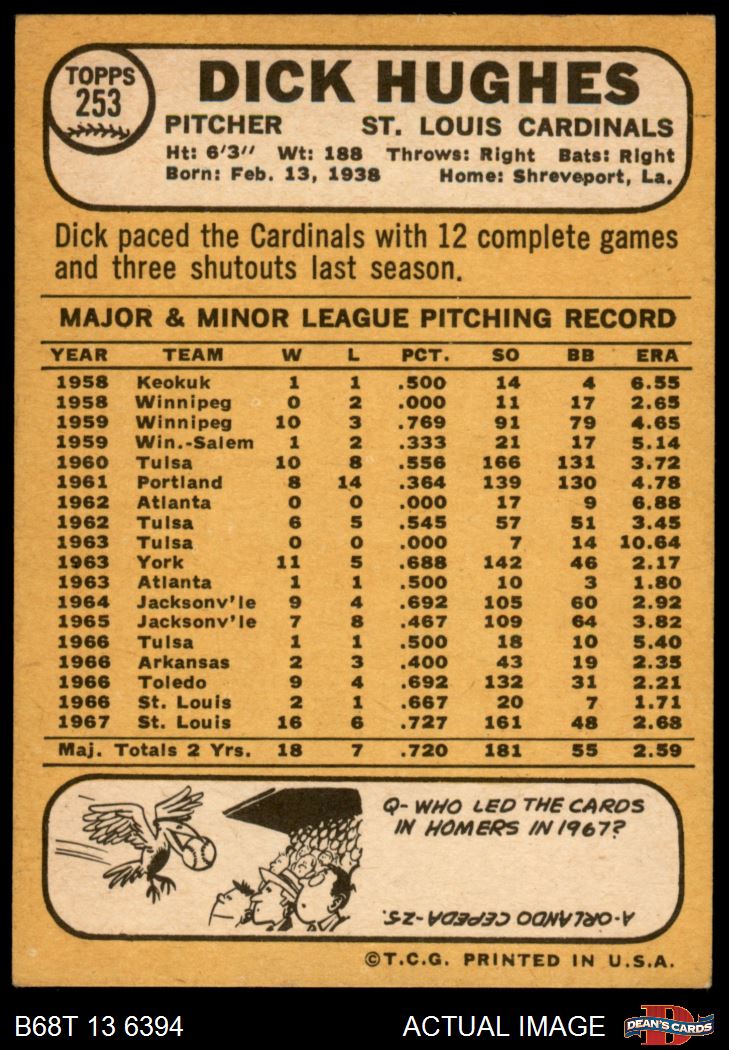 TOPPS
253
DICK HUGHES
PITCHER ST. LOUIS CARDINALS
Ht: 6'3" Wt: 188 Throws: Right Bats: Right
Born: Feb. 13, 1938 Home: Shreveport, La.
Dick paced the Cardinals with 12 complete games
and three shutouts last season.
MAJOR & MINOR LEAGUE PITCHING RECORD
YEAR TEAM W L PCT. SO BB ERA
1958 Keokuk 1 1 .500 14 4 6.55
1958 Winnipeg 0 2 .000 11 17 2.65
1959 Winnipeg 10 3 .769 91 79 4.65
1959 Win.-Salem 1 2 .333 21 17 5.14
1960 Tulsa 10 8 .556 166 131 3.72
1961 Portland 8 14 .364 139 130 4.78
1962 Atlanta 0 0 .000 17 9 6.88
1962 Tulsa 6 5 .545 57 51 3.45
1963 Tulsa 0 0 .000 7 14 10.64
1963 York 11 5 .688 142 46 2.17
1963 Atlanta 1 1 .500 10 3 1.80
1964 Jacksonv'le 9 4 .692 105 60 2.92
1965 Jacksonv'le 7 8 .467 109 64 3.82
1966 Tulsa 1 1 .500 18 10 5.40
1966 Arkansas 2 3 .400 43 19 2.35
1966 Toledo 9 4 .692 132 31 2.21
1966 St. Louis 2 1 .667 20 7 1.71
1967 St. Louis 16 6 .727 161 48 2.68
Maj. Totals 2 Yrs. 18 7 .720 181 55 2.59
Q-WHO LED THE CARDS
IN HOMERS IN 1967?
A-ORLANDO CEPEDA-25.
©T.C.G. PRINTED IN U.S.A.
B68T 13 6394 ACTUAL IMAGE
DEAN'S CARDS